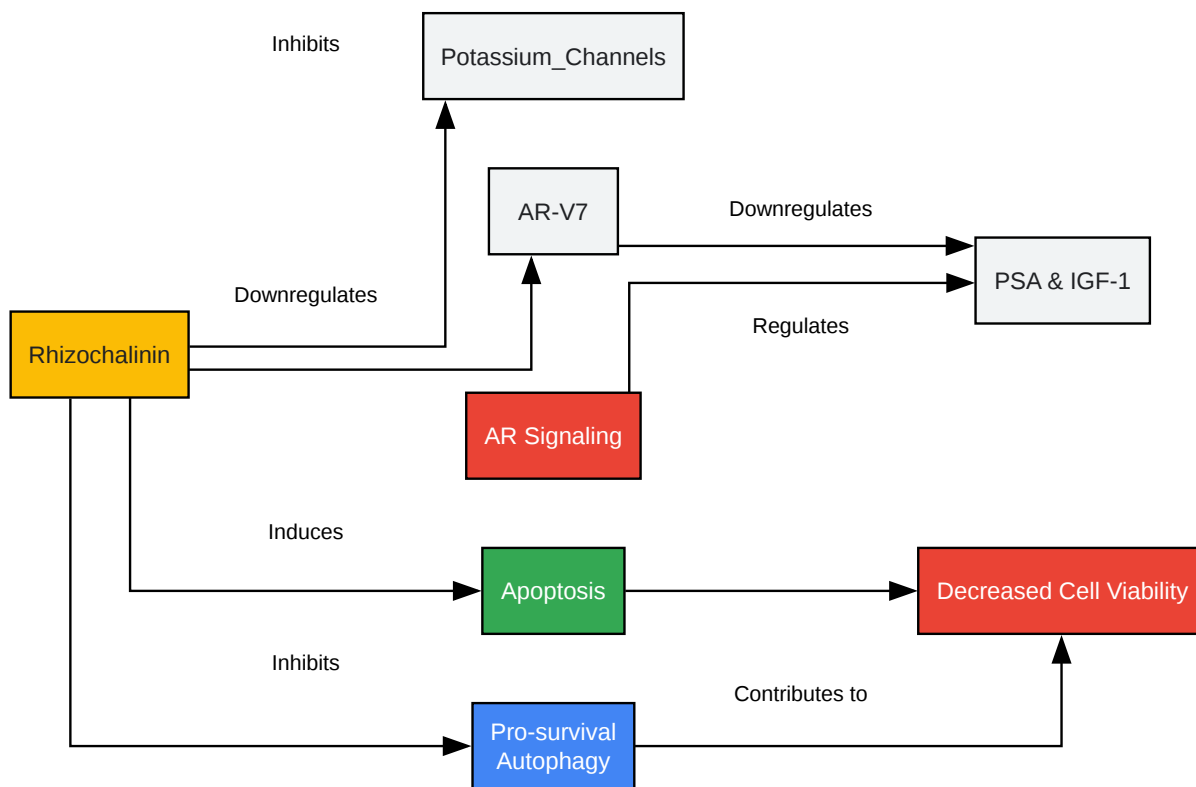 Inhibits
Potassium_Channels
AR-V7
Downregulates
PSA & IGF-1
Downregulates
Regulates
Rhizochalinin
AR Signaling
Induces
Apoptosis
Decreased Cell Viability
Inhibits
Contributes to
Pro-survival
Autophagy